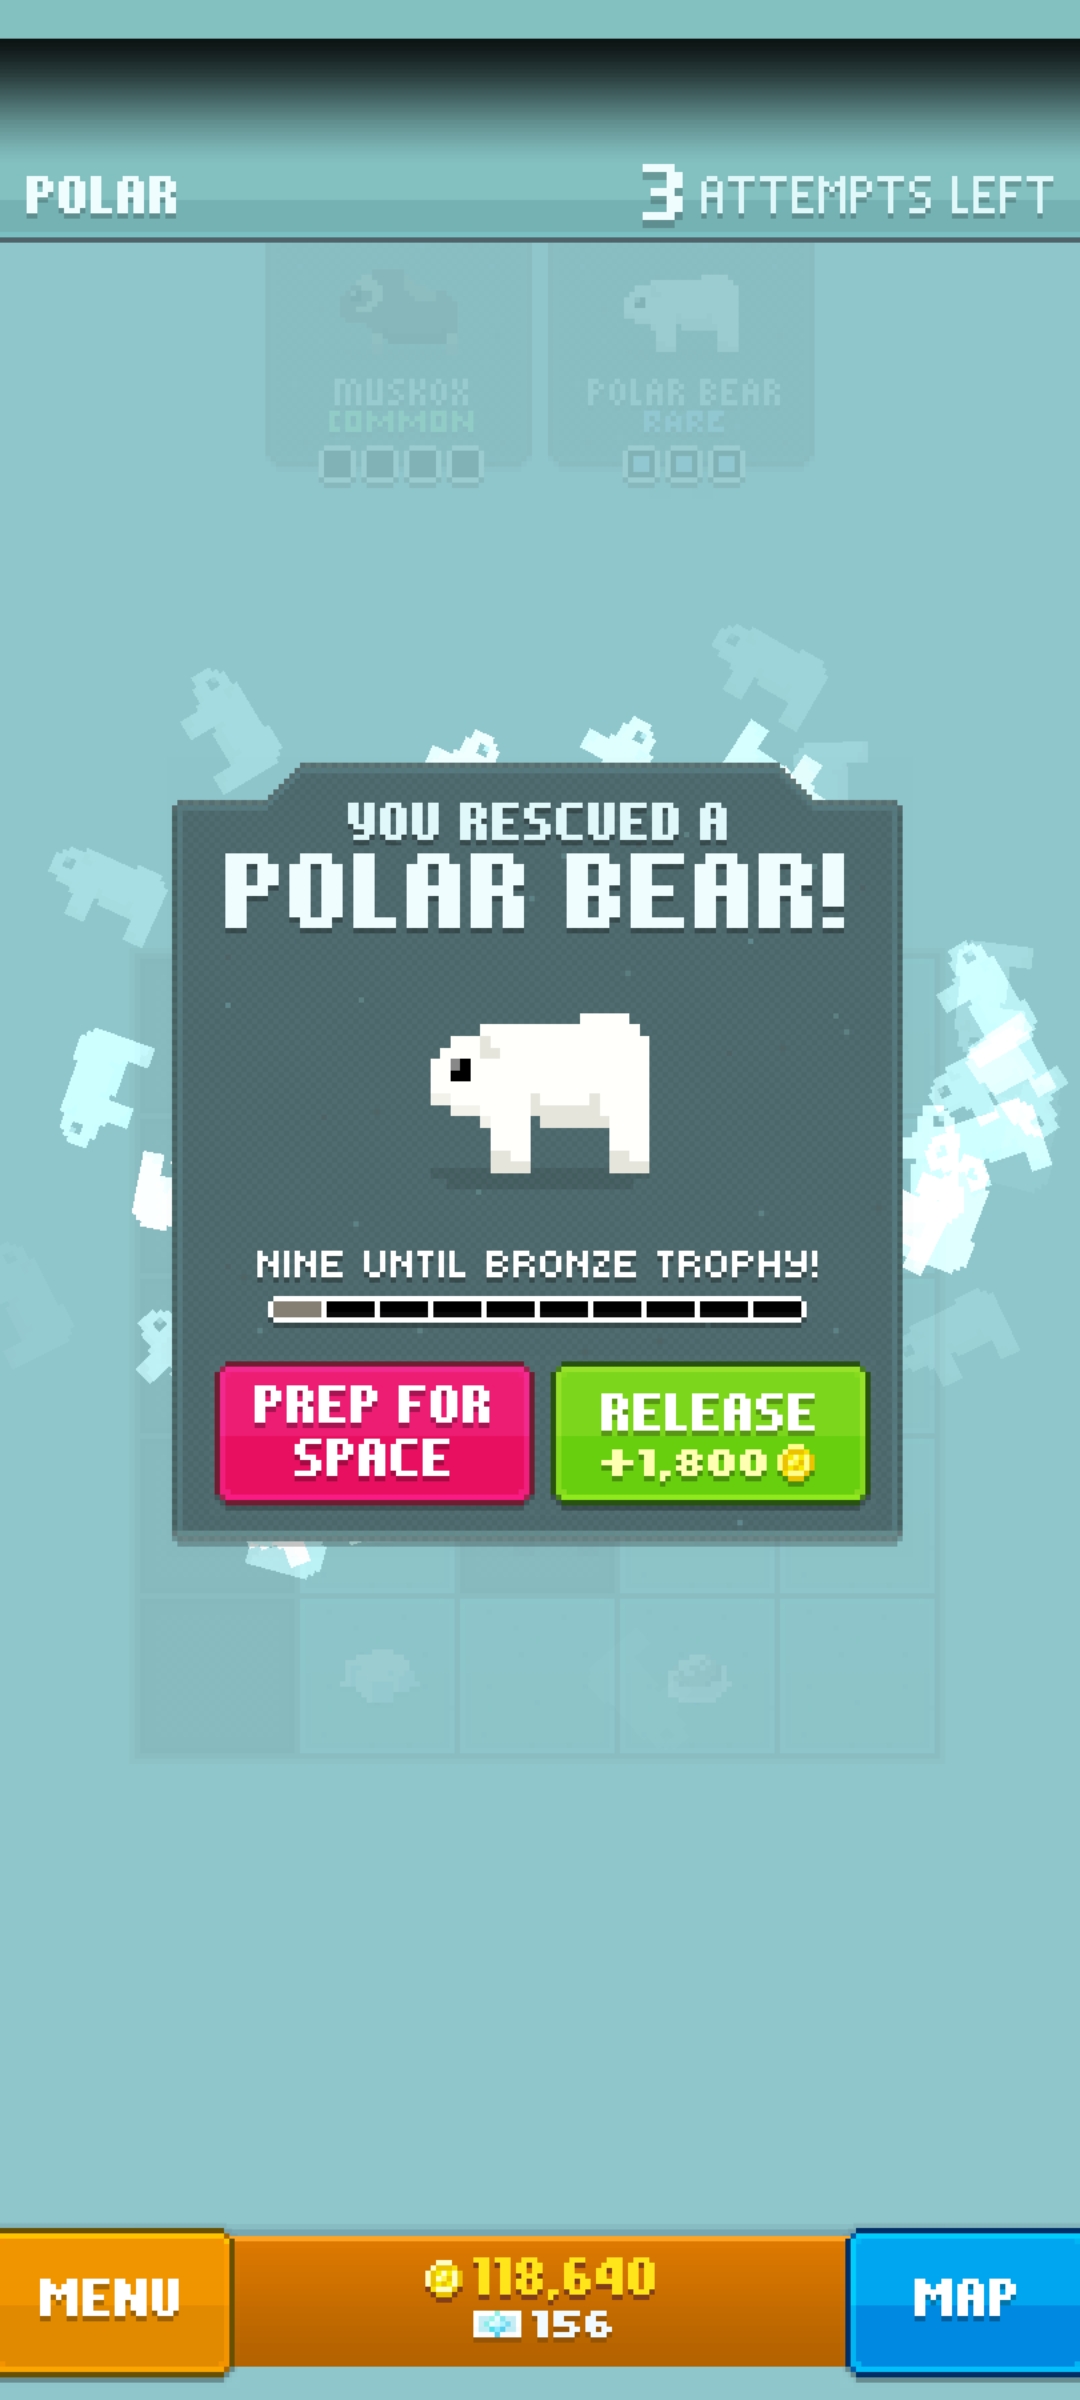 POLAR
3 ATTEMPTS LEFT
MUSKOX
COMMON
POLAR BEAR
RARE
YOU RESCUED A
POLAR BEAR!
NINE UNTIL BRONZE TROPHY!
PREP FOR
SPACE
RELEASE
+1,800
MENU
118,640
156
MAP